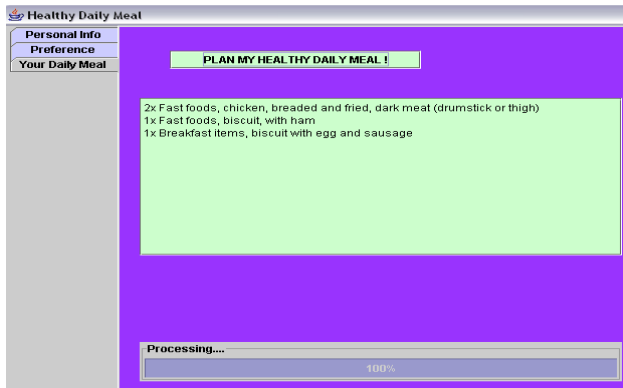 Healthy Daily Meal
Personal Info
Preference
Your Daily Meal
PLAN MY HEALTHY DAILY MEAL !
2x Fast foods, chicken, breaded and fried, dark meat (drumstick or thigh)
1x Fast foods, biscuit, with ham
1x Breakfast items, biscuit with egg and sausage
Processing....
100%